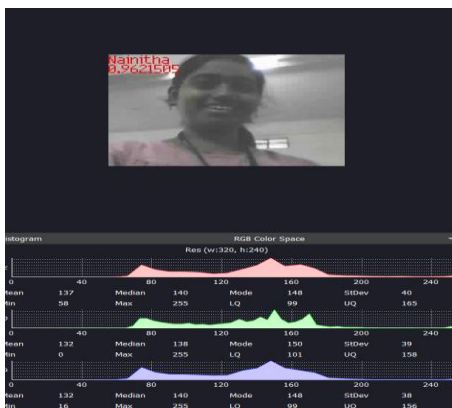 Nainitha
0.9621505
istogram RGB Color Space
Res (w:320, h:240)
0 40 80 120 160 200 240
Mean 137 Median 140 Mode 148 StDev 40
Min 58 Max 255 LQ 99 UQ 165
0 40 80 120 160 200 240
Mean 132 Median 138 Mode 150 StDev 39
Min 0 Max 255 LQ 101 UQ 158
0 40 80 120 160 200 240
Mean 132 Median 140 Mode 148 StDev 38
Min 16 Max 255 LQ 99 UQ 156